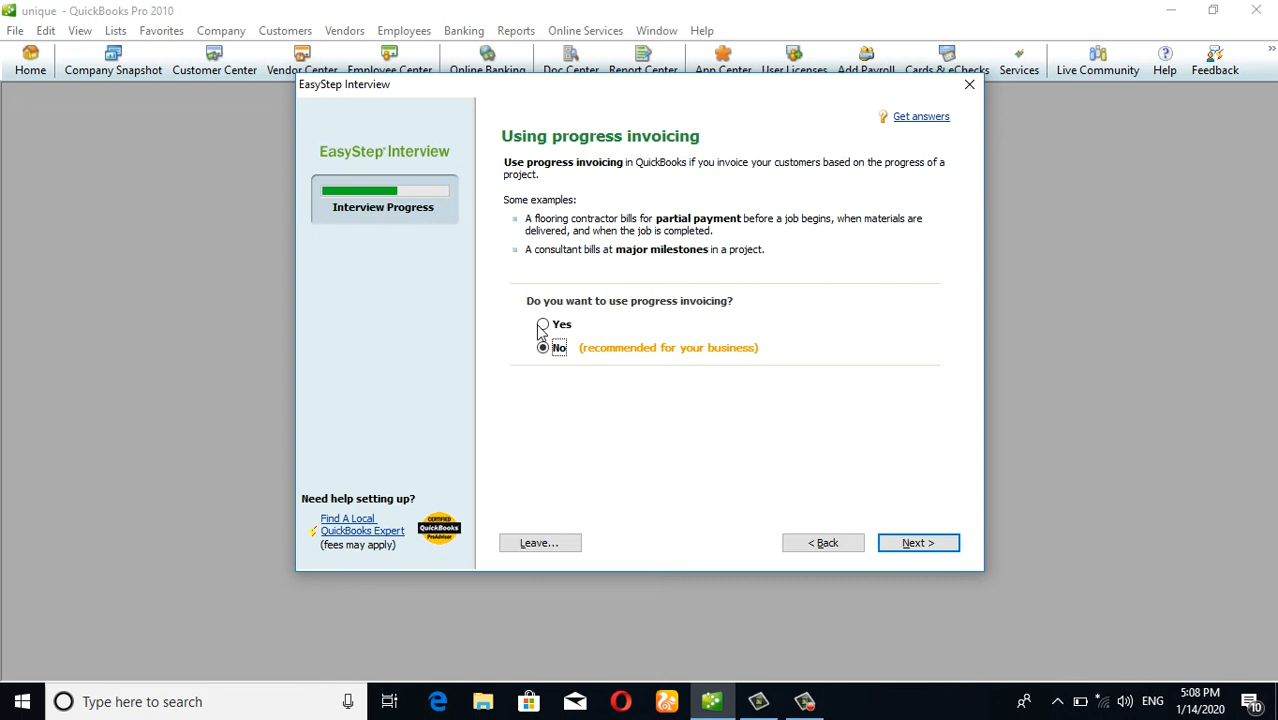 unique - QuickBooks Pro 2010
File Edit View Lists Favorites Company Customers Vendors Employees Banking Reports Online Services Window Help
Home Company Snapshot Customer Center Vendor Center Employee Center Online Banking Doc Center Report Center App Center User Licenses Add Payroll Cards & eChecks Services Live Community Help Feedback
EasyStep Interview
Get answers
EasyStep® Interview
Interview Progress
Using progress invoicing
Use progress invoicing in QuickBooks if you invoice your customers based on the progress of a
project.
Some examples:
A flooring contractor bills for partial payment before a job begins, when materials are
delivered, and when the job is completed.
A consultant bills at major milestones in a project.
Do you want to use progress invoicing?
Yes
No (recommended for your business)
Need help setting up?
Find A Local
QuickBooks Expert
(fees may apply)
CERTIFIED
QuickBooks
ProAdvisor
Leave... < Back Next >
Type here to search
ENG
5:08 PM
1/14/2020
10